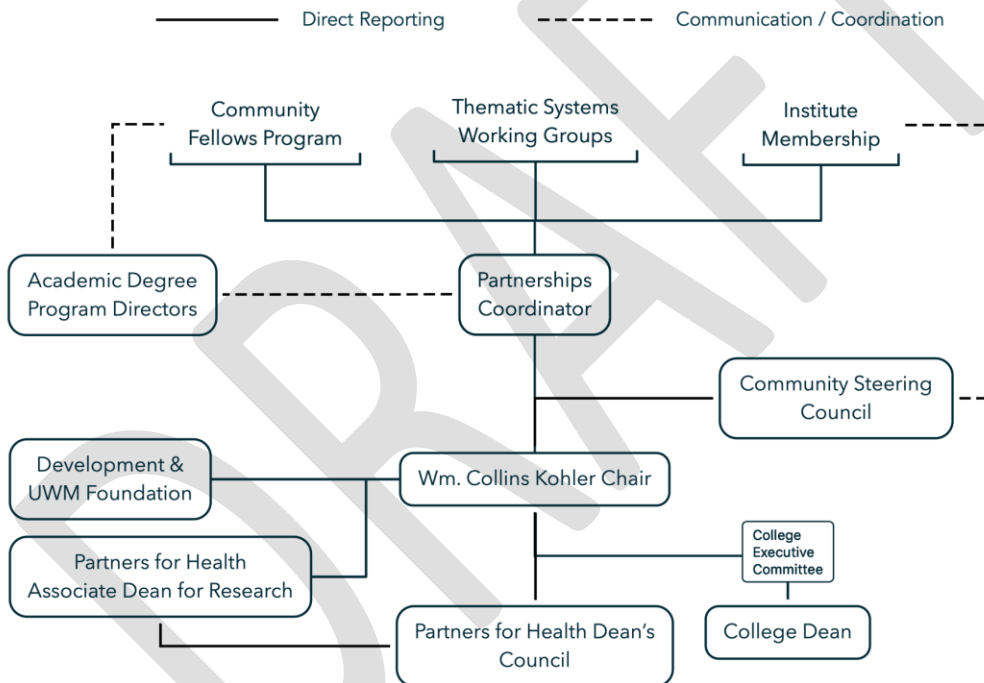 Direct Reporting
Communication / Coordination
Community
Fellows Program
Thematic Systems
Working Groups
Institute
Membership
Academic Degree
Program Directors
Partnerships
Coordinator
Community Steering
Council
Development &
UWM Foundation
Wm. Collins Kohler Chair
Partners for Health
Associate Dean for Research
College
Executive
Committee
Partners for Health Dean's
Council
College Dean
DRAFT